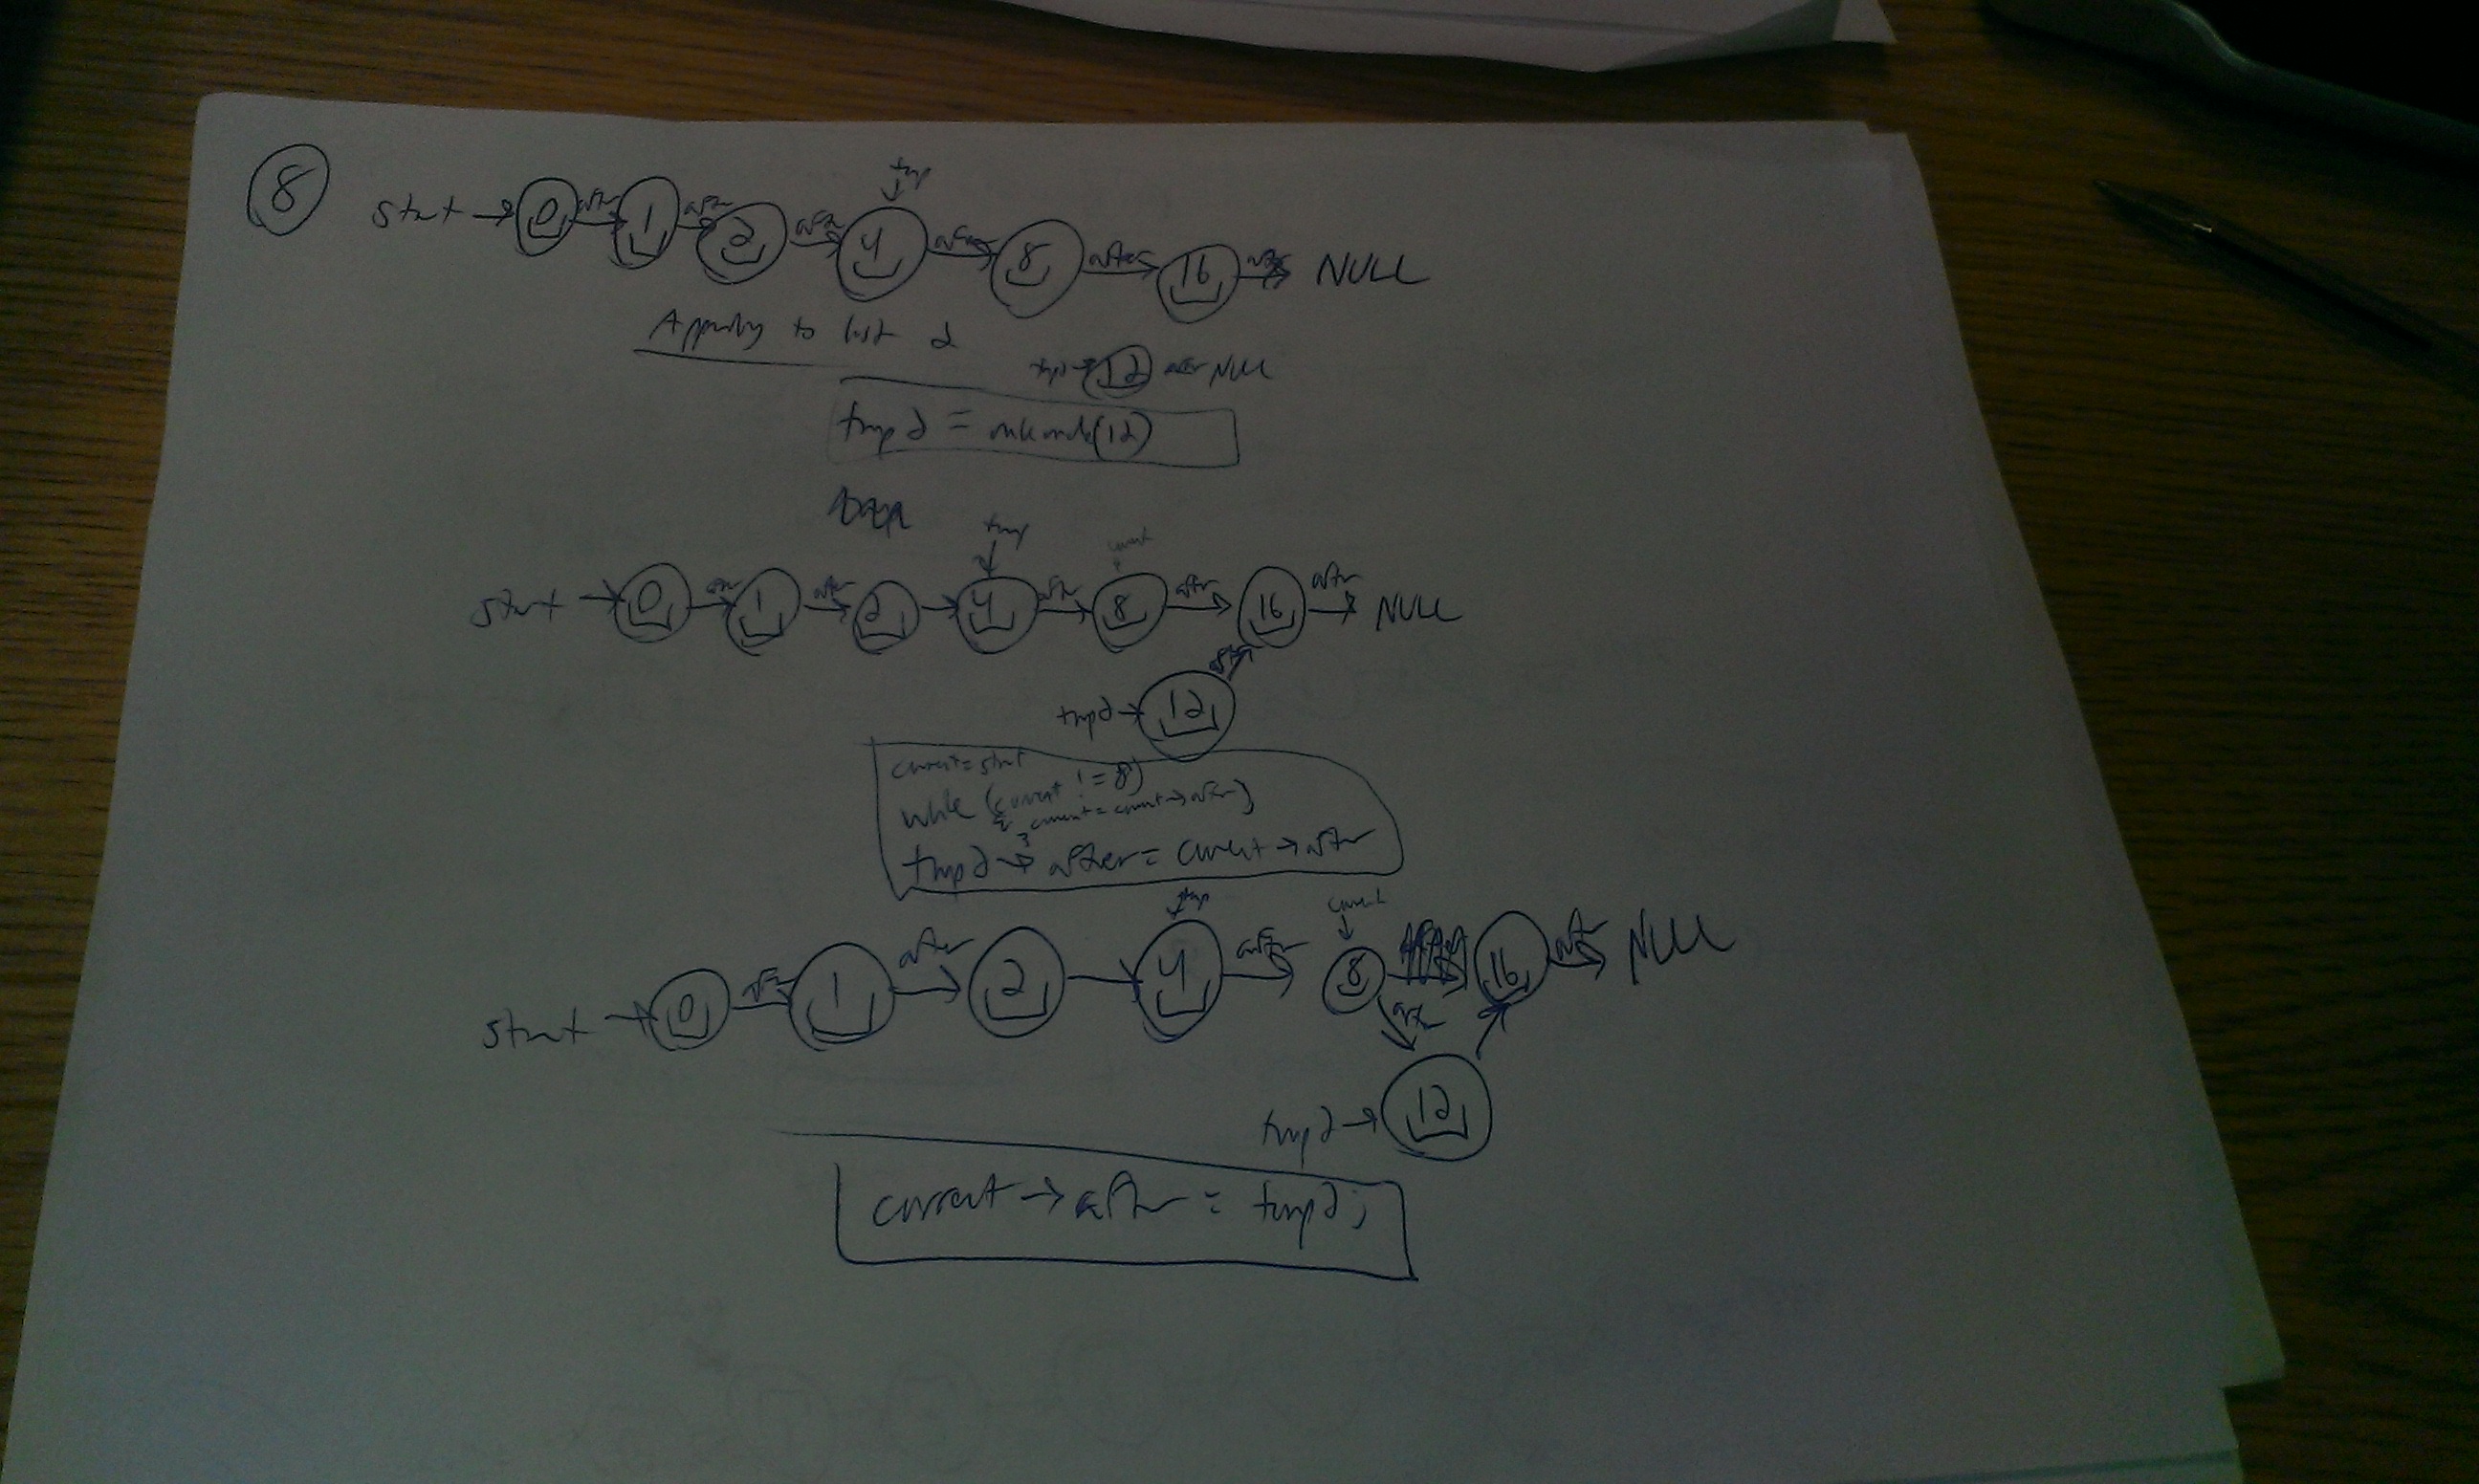 8
tmp
start → 0 after 1 after 2 after 4 after 8 after 16 after NULL
to list 2
tmp2 → 12 after NULL
tmp2 = mknode(12)
tmp current
start → 0 after 1 after 2 → 4 after 8 after 16 after NULL
after
tmp2 → 12
current = start
while (current != 8)
{ current = current → after }
tmp2 → after = current → after
tmp current
start → 0 after 1 after 2 → 4 after 8 16 after NULL
after
tmp2 → 12
current → after = tmp2;